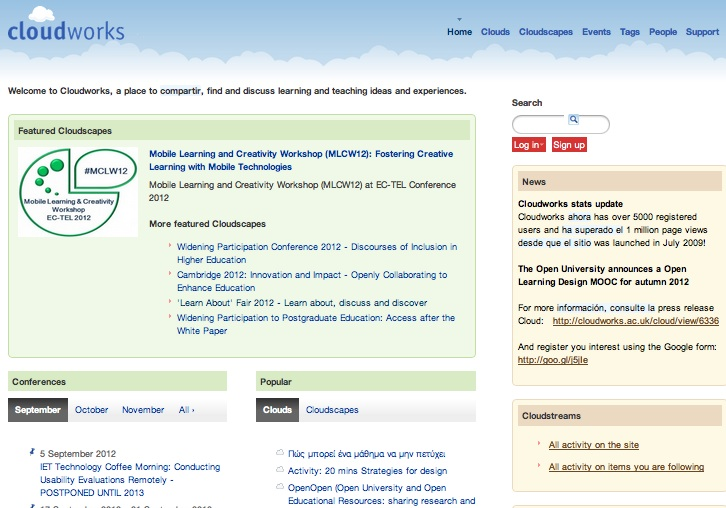 cloudworks
Home Clouds Cloudscapes Events Tags People Support
Welcome to Cloudworks, a place to compartir, find and discuss learning and teaching ideas and experiences.
Search
Log in Sign up
Featured Cloudscapes
#MCLW12
Mobile Learning & Creativity
Workshop
EC-TEL 2012
Mobile Learning and Creativity Workshop (MLCW12): Fostering Creative
Learning with Mobile Technologies
Mobile Learning and Creativity Workshop (MLCW12) at EC-TEL Conference
2012
More featured Cloudscapes
Widening Participation Conference 2012 - Discourses of Inclusion in
Higher Education
Cambridge 2012: Innovation and Impact - Openly Collaborating to
Enhance Education
'Learn About' Fair 2012 - Learn about, discuss and discover
Widening Participation to Postgraduate Education: Access after the
White Paper
News
Cloudworks stats update
Cloudworks ahora has over 5000 registered
users and ha superado el 1 million page views
desde que el sitio was launched in July 2009!
The Open University announces a Open
Learning Design MOOC for autumn 2012
For more información, consulte la press release
Cloud: http://cloudworks.ac.uk/cloud/view/6336
And register you interest using the Google form:
http://goo.gl/j5jIe
Conferences
September October November All ›
5 September 2012
IET Technology Coffee Morning: Conducting
Usability Evaluations Remotely -
POSTPONED UNTIL 2013
Popular
Clouds Cloudscapes
Πώς μπορεί ένα μάθημα να μην πετύχει
Activity: 20 mins Strategies for design
OpenOpen (Open University and Open
Educational Resources: sharing research and
Cloudstreams
All activity on the site
All activity on items you are following